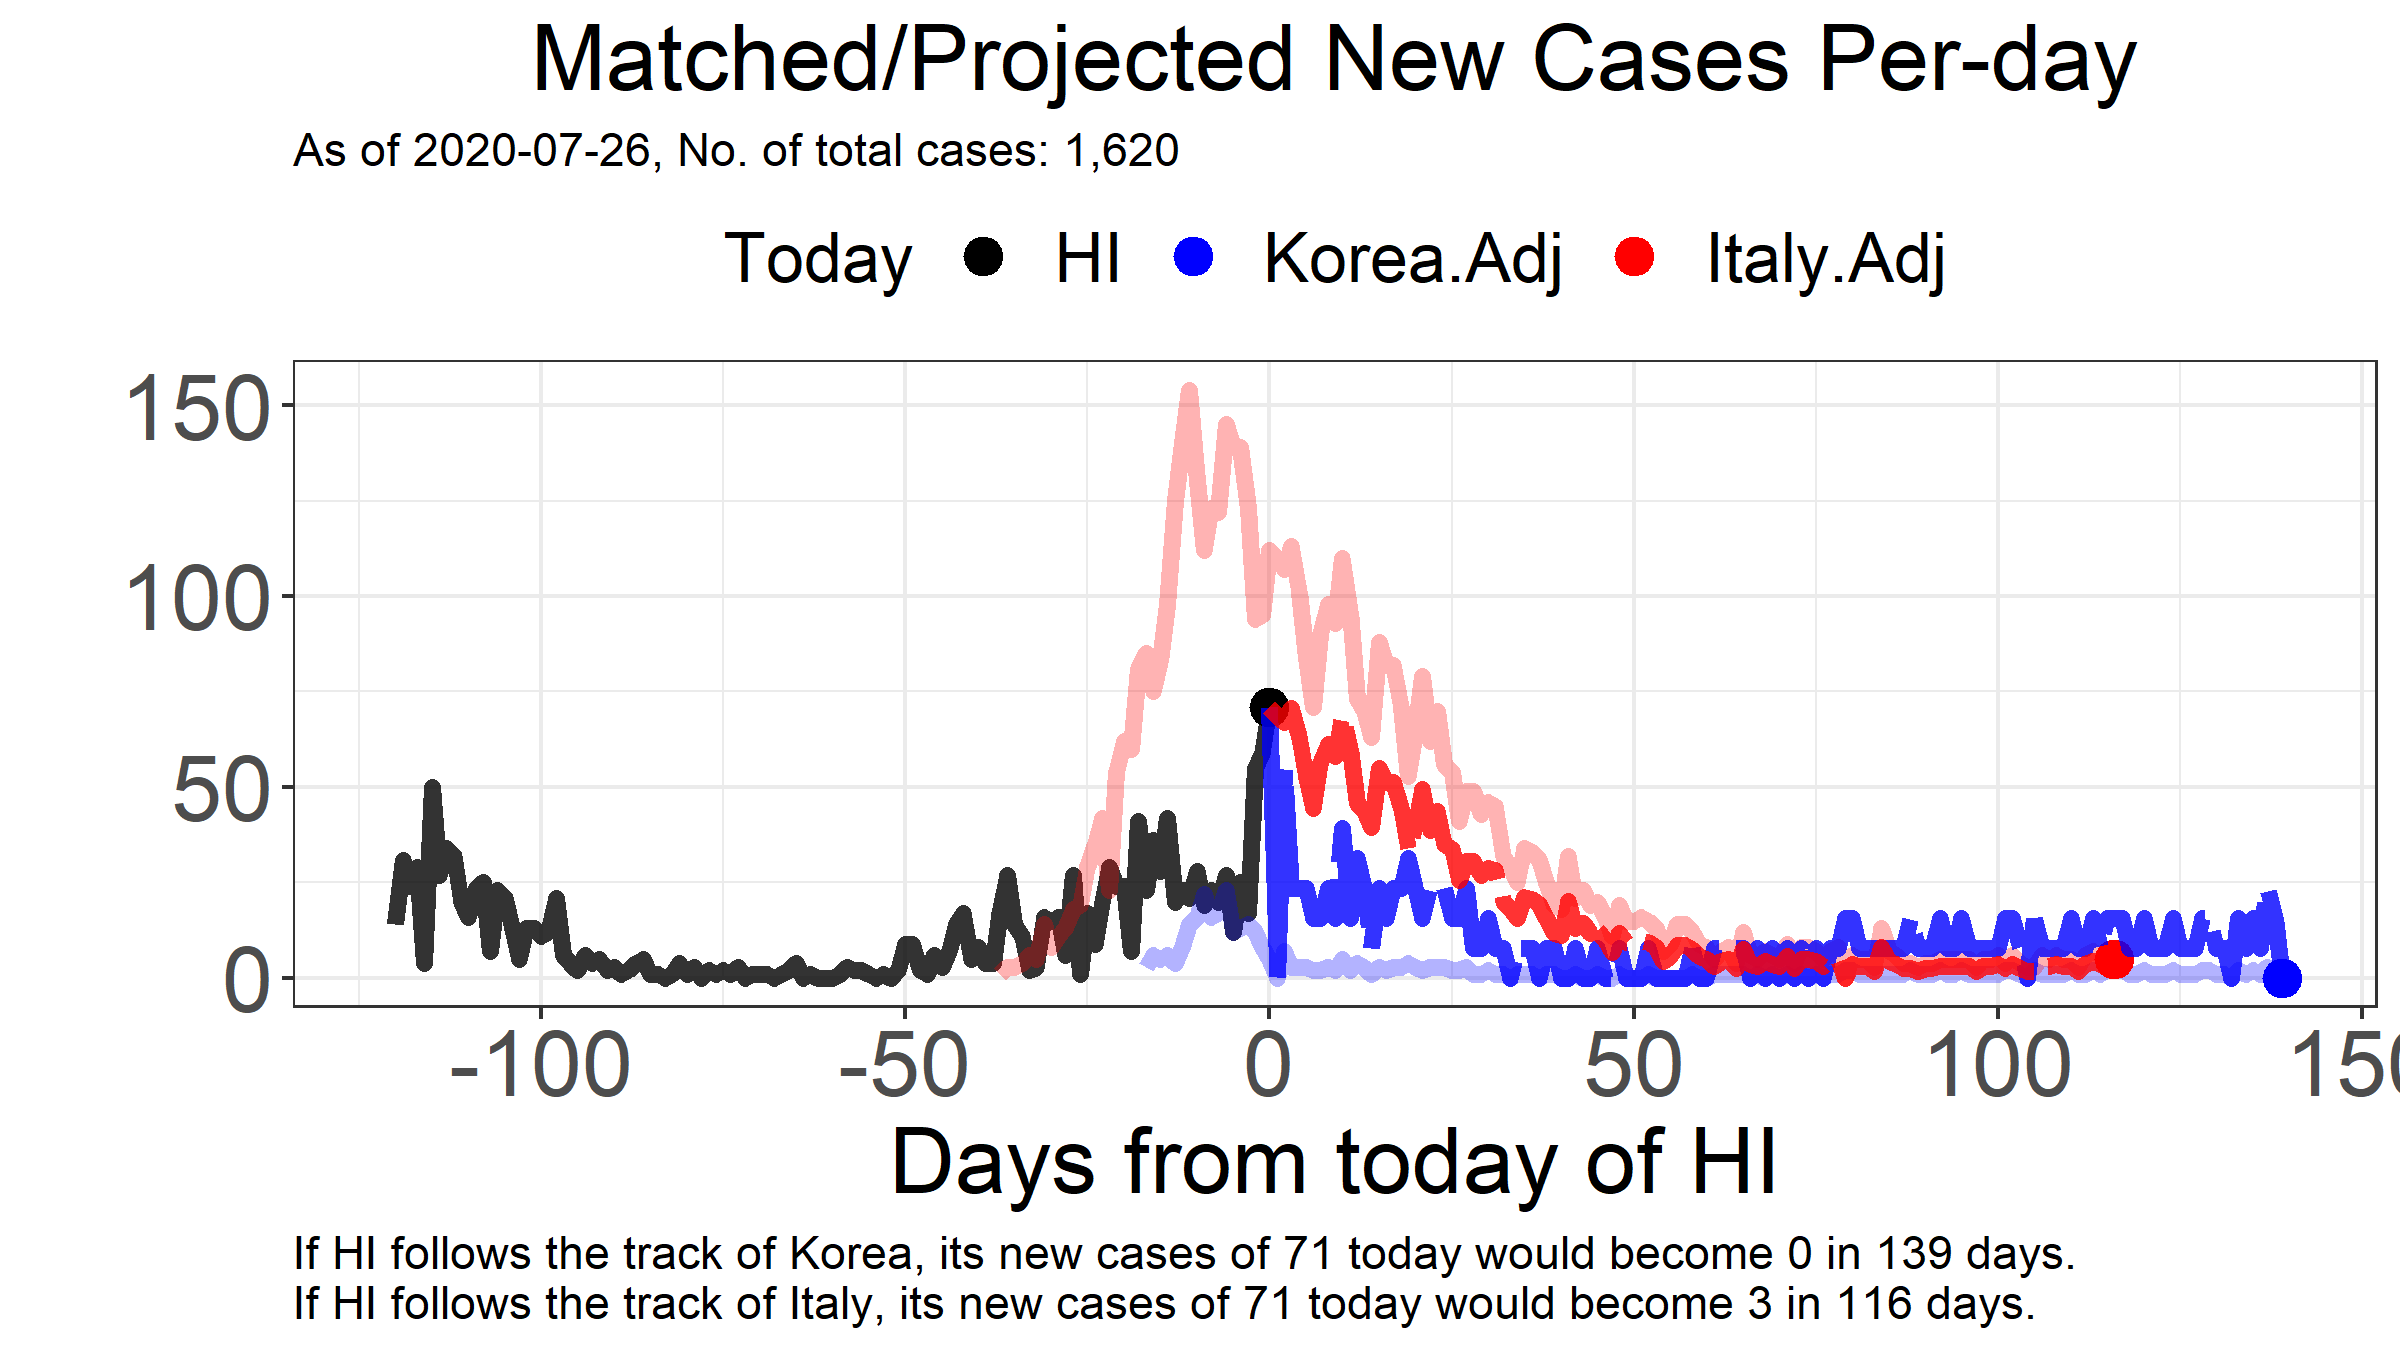 Matched/Projected New Cases Per-day
As of 2020-07-26, No. of total cases: 1,620
Today HI Korea.Adj Italy.Adj
150
100
50
0
-100 -50 0 50 100 150
Days from today of HI
If HI follows the track of Korea, its new cases of 71 today would become 0 in 139 days.
If HI follows the track of Italy, its new cases of 71 today would become 3 in 116 days.